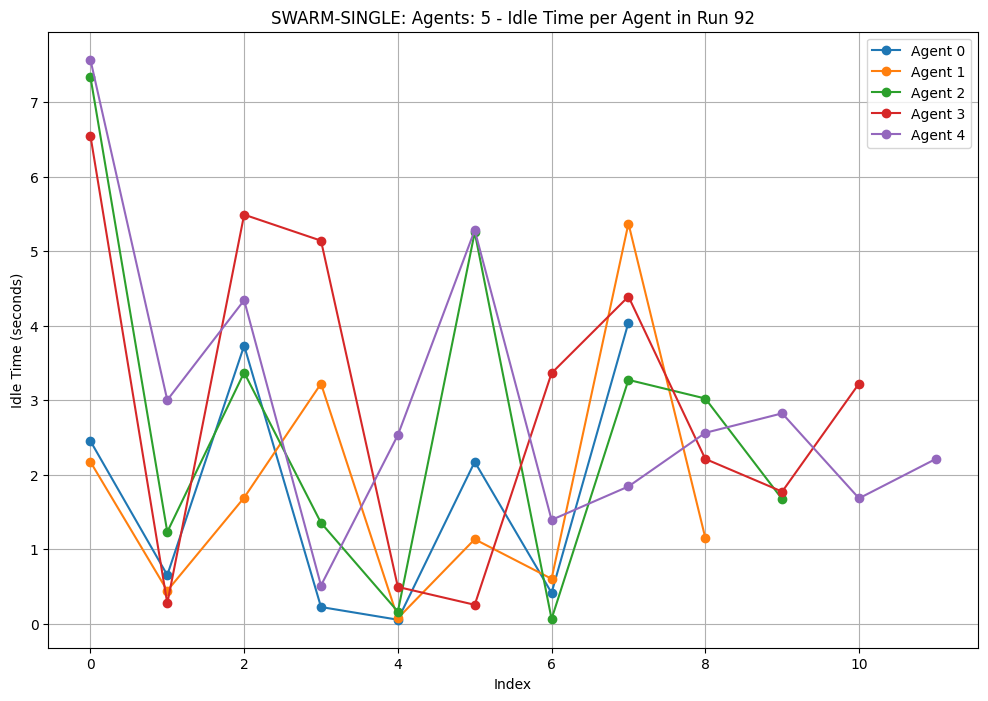 SWARM-SINGLE: Agents: 5 - Idle Time per Agent in Run 92
Agent 0
Agent 1
Agent 2
Agent 3
Agent 4
Idle Time (seconds)
7
6
5
4
3
2
1
0
0 2 4 6 8 10
Index